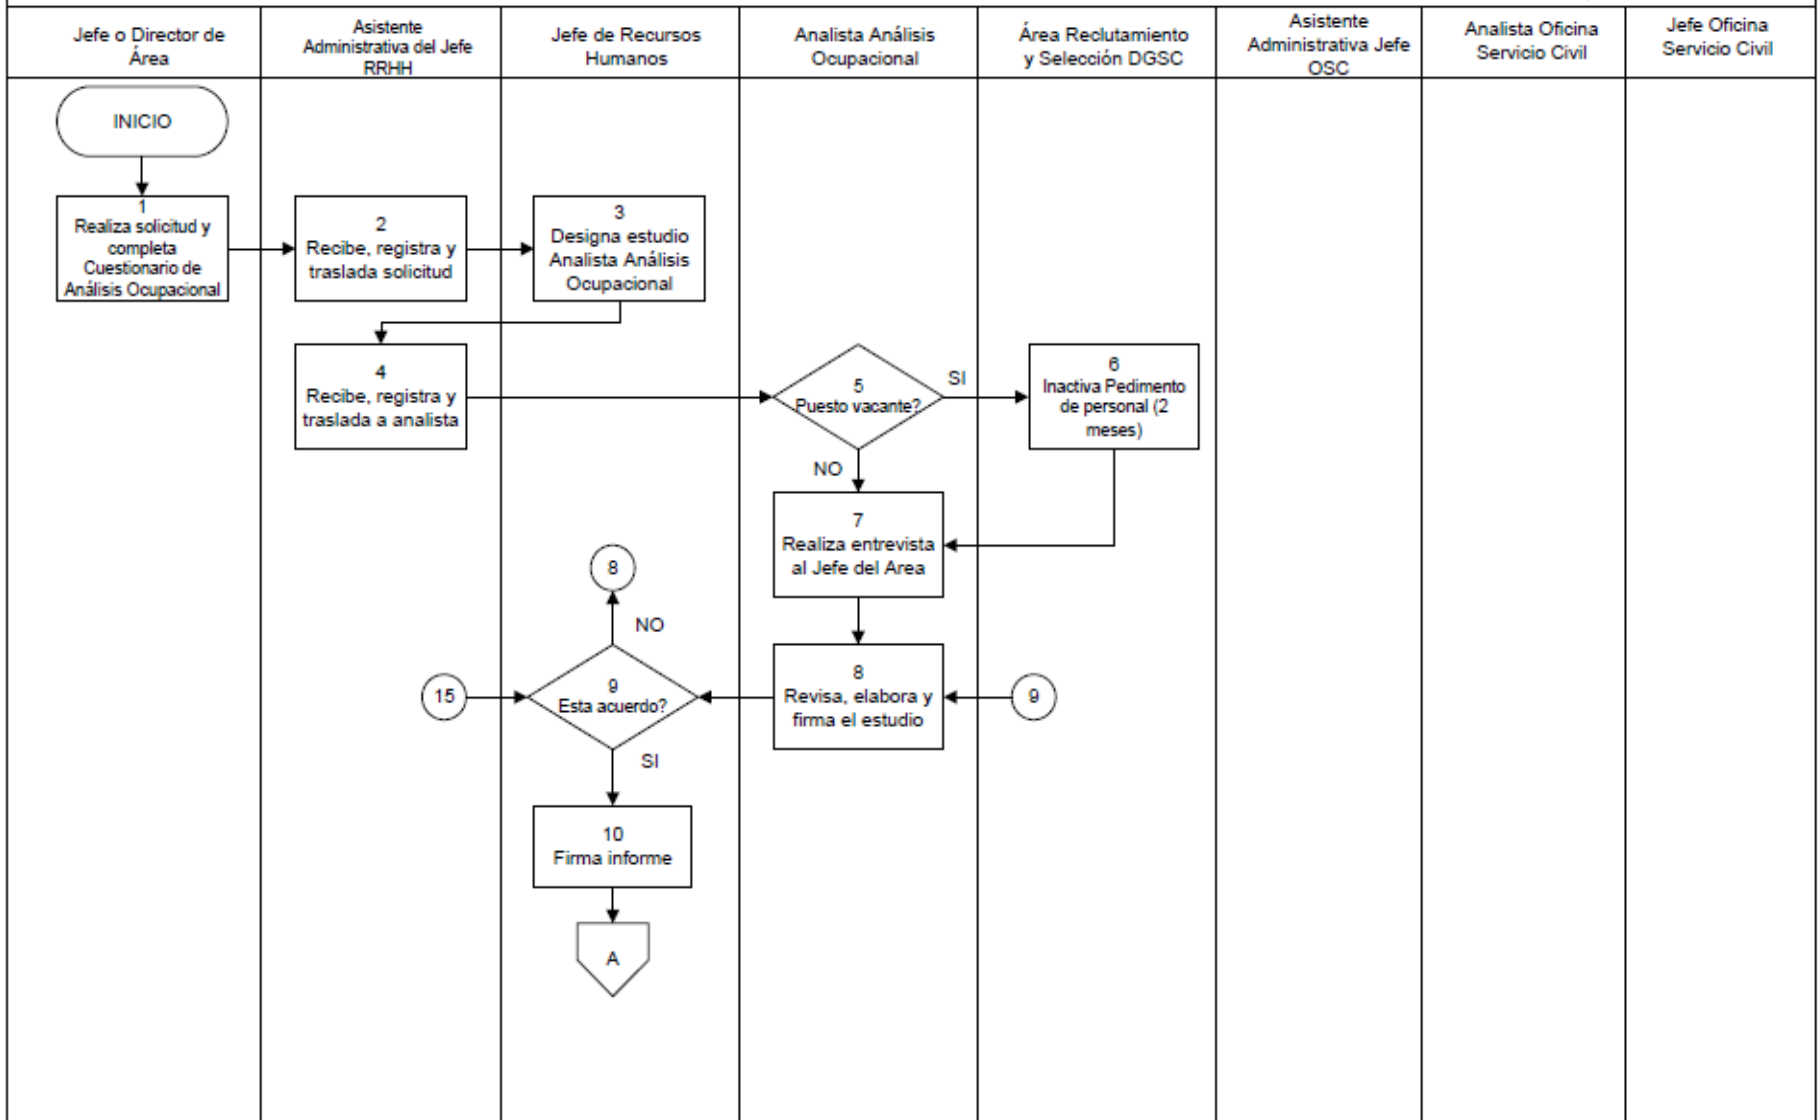 Jefe o Director de
Área
Asistente
Administrativa del Jefe
RRHH
Jefe de Recursos
Humanos
Analista Análisis
Ocupacional
Área Reclutamiento
y Selección DGSC
Asistente
Administrativa Jefe
OSC
Analista Oficina
Servicio Civil
Jefe Oficina
Servicio Civil
INICIO
1
Realiza solicitud y
completa
Cuestionario de
Análisis Ocupacional
2
Recibe, registra y
traslada solicitud
3
Designa estudio
Analista Análisis
Ocupacional
4
Recibe, registra y
traslada a analista
5
Puesto vacante?
SI
6
Inactiva Pedimento
de personal (2
meses)
NO
7
Realiza entrevista
al Jefe del Area
8
NO
15
9
Esta acuerdo?
8
Revisa, elabora y
firma el estudio
9
SI
10
Firma informe
A